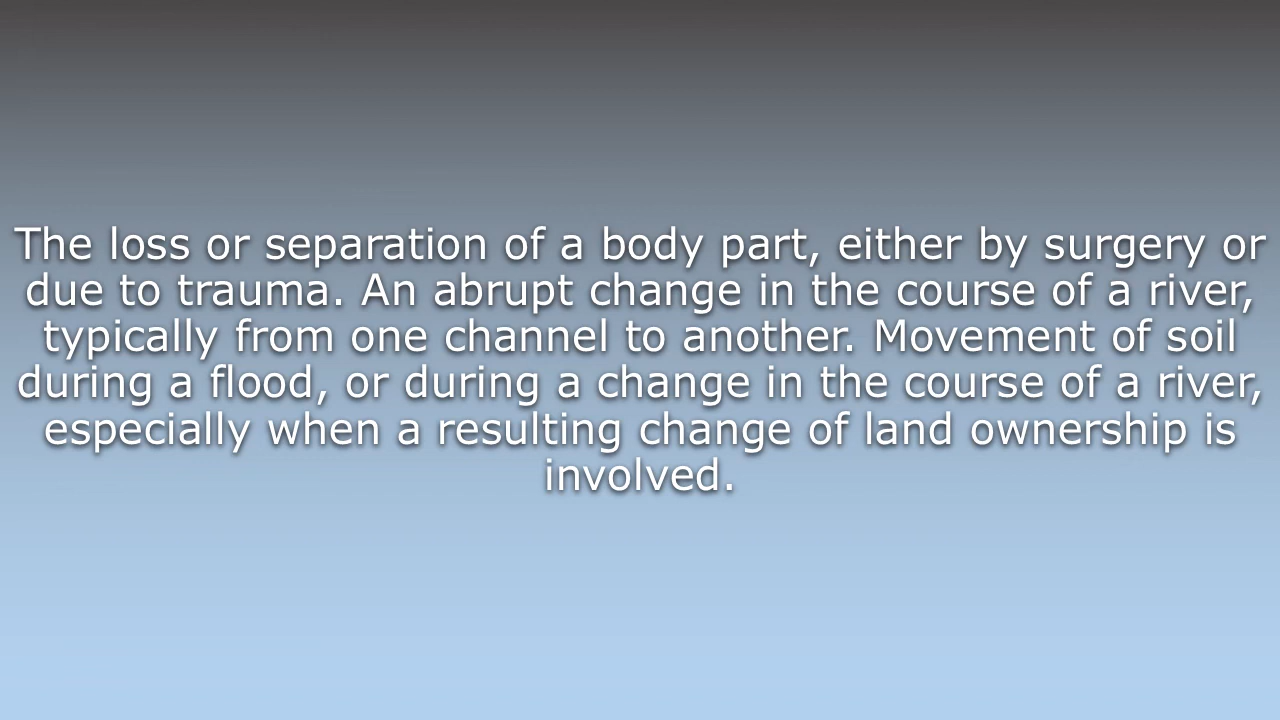 The loss or separation of a body part, either by surgery or
due to trauma. An abrupt change in the course of a river,
typically from one channel to another. Movement of soil
during a flood, or during a change in the course of a river,
especially when a resulting change of land ownership is
involved.